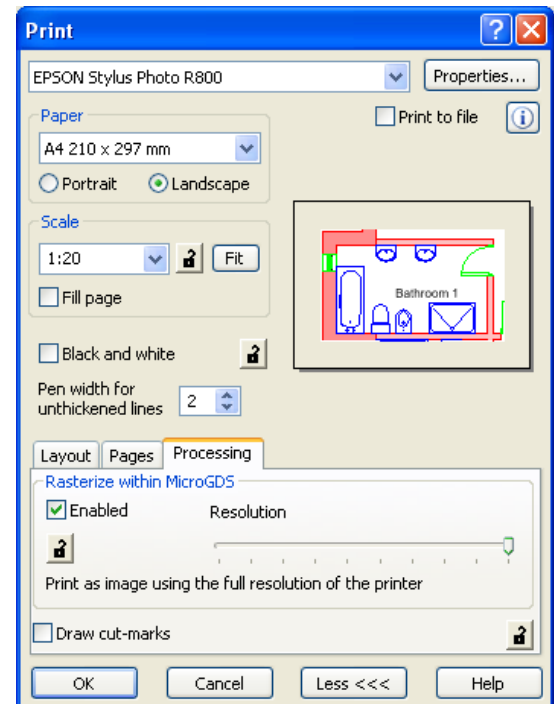 Print
EPSON Stylus Photo R800
Properties...
Paper
Print to file
A4 210 x 297 mm
Portrait
Landscape
Scale
1:20
Fit
Fill page
Bathroom 1
Black and white
Pen width for
unthickened lines
2
Layout
Pages
Processing
Rasterize within MicroGDS
Enabled
Resolution
Print as image using the full resolution of the printer
Draw cut-marks
OK
Cancel
Less <<<
Help